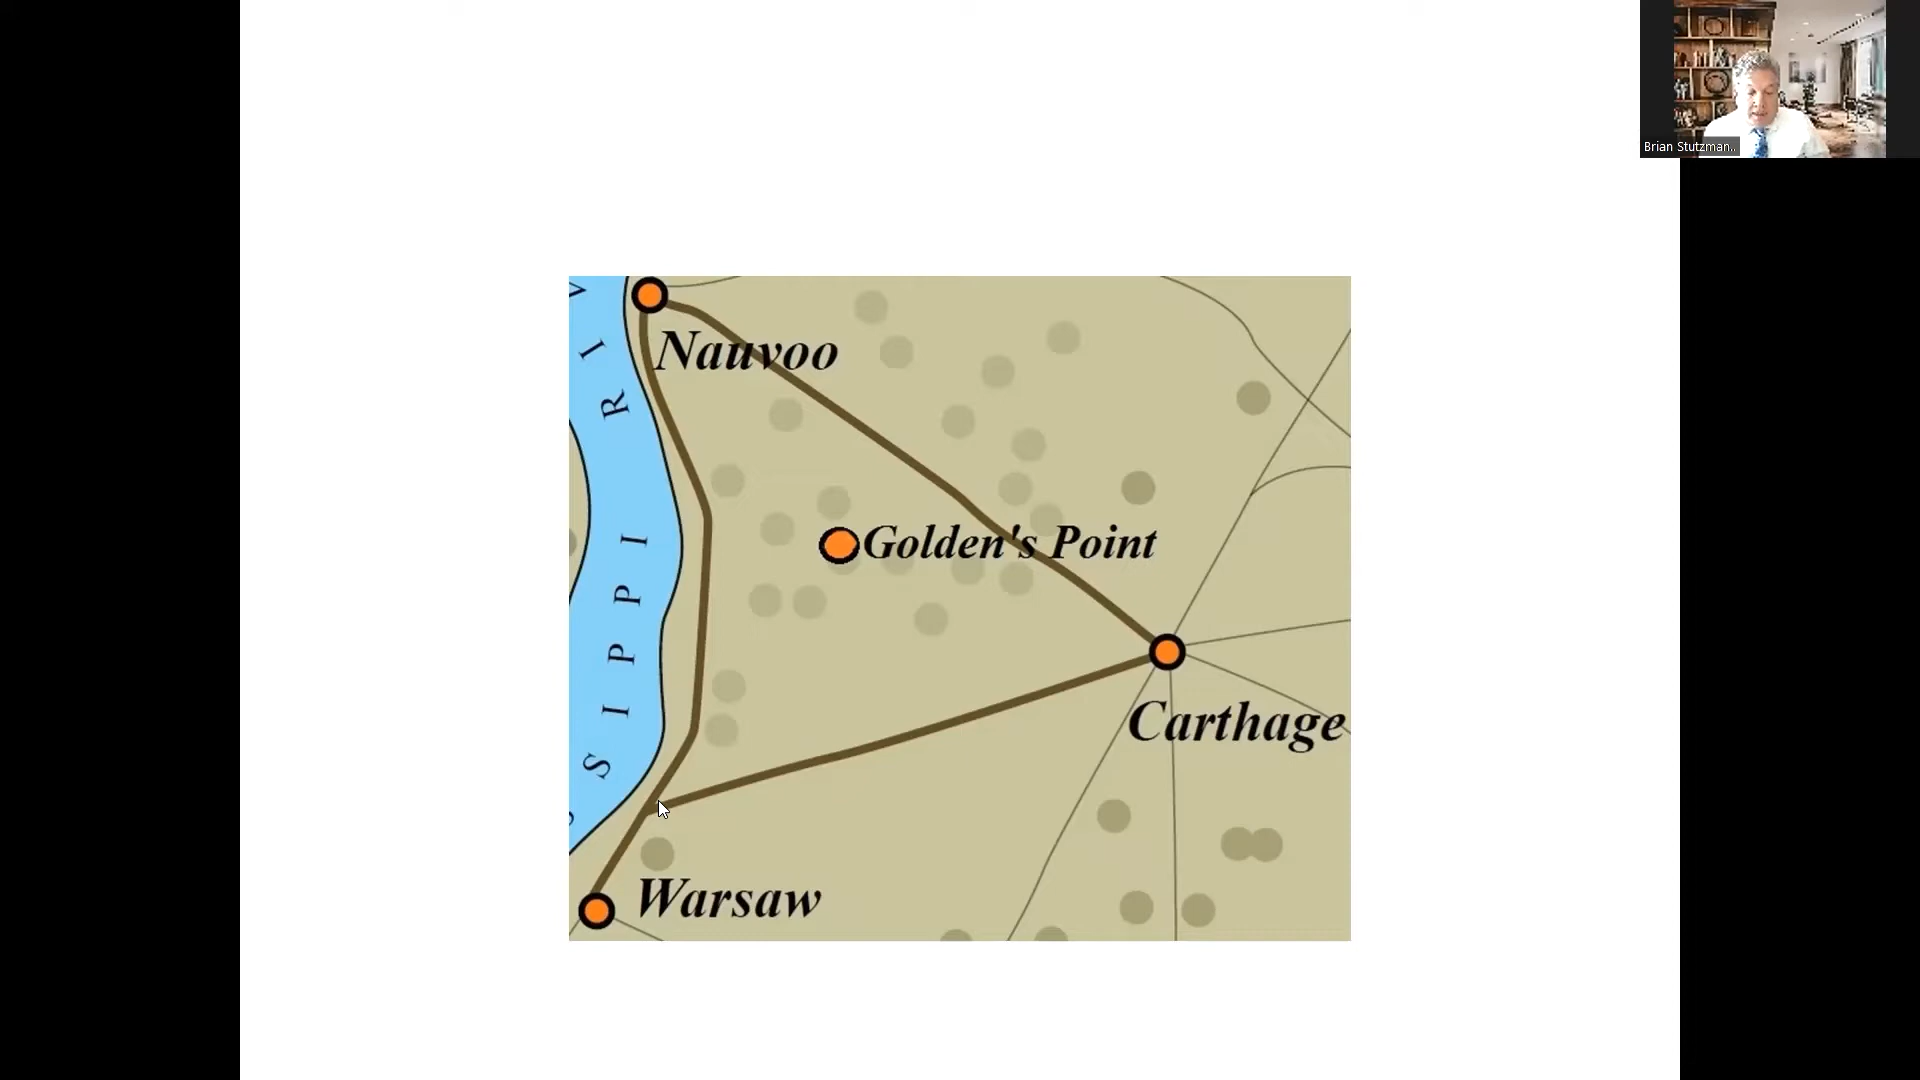 Brian Stutzman..
Nauvoo
Golden's Point
Carthage
Warsaw
S I P P I
R I V